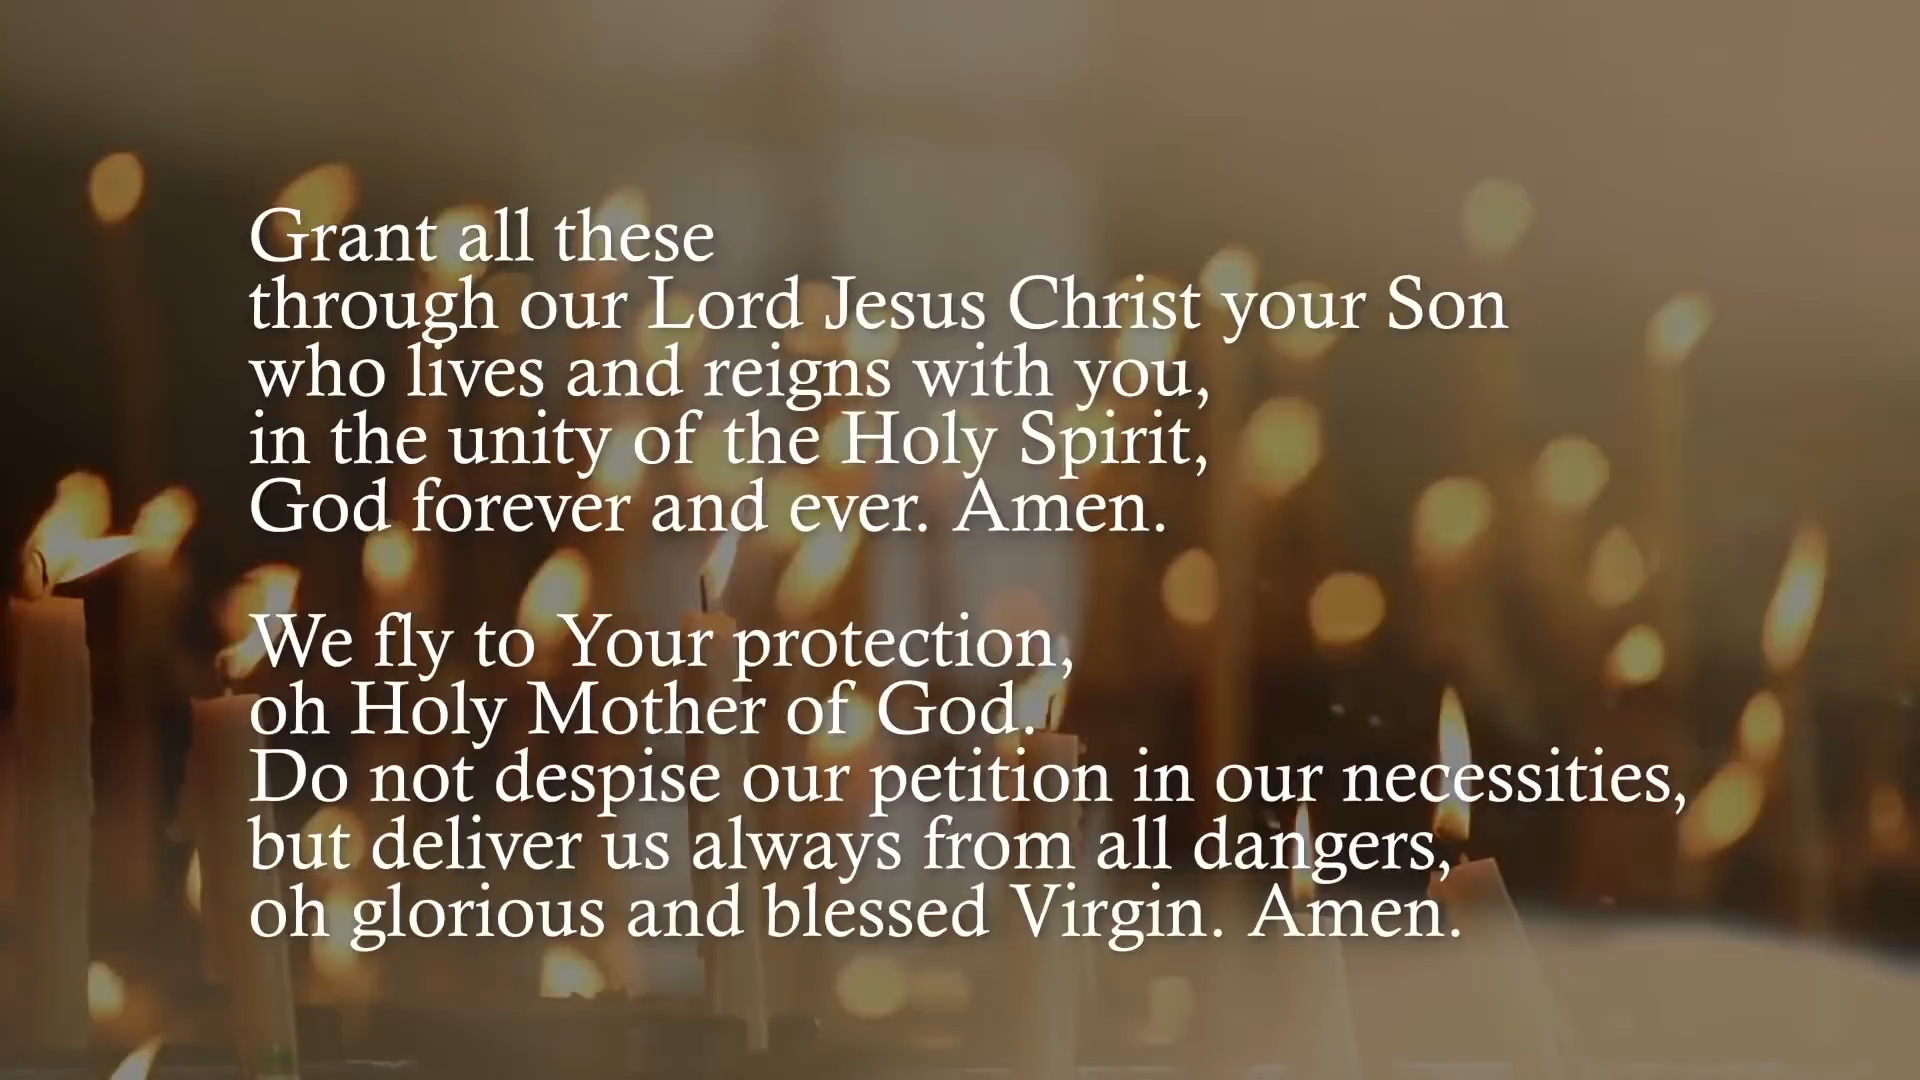 Grant all these
through our Lord Jesus Christ your Son
who lives and reigns with you,
in the unity of the Holy Spirit,
God forever and ever. Amen.
We fly to Your protection,
oh Holy Mother of God.
Do not despise our petition in our necessities,
but deliver us always from all dangers,
oh glorious and blessed Virgin. Amen.